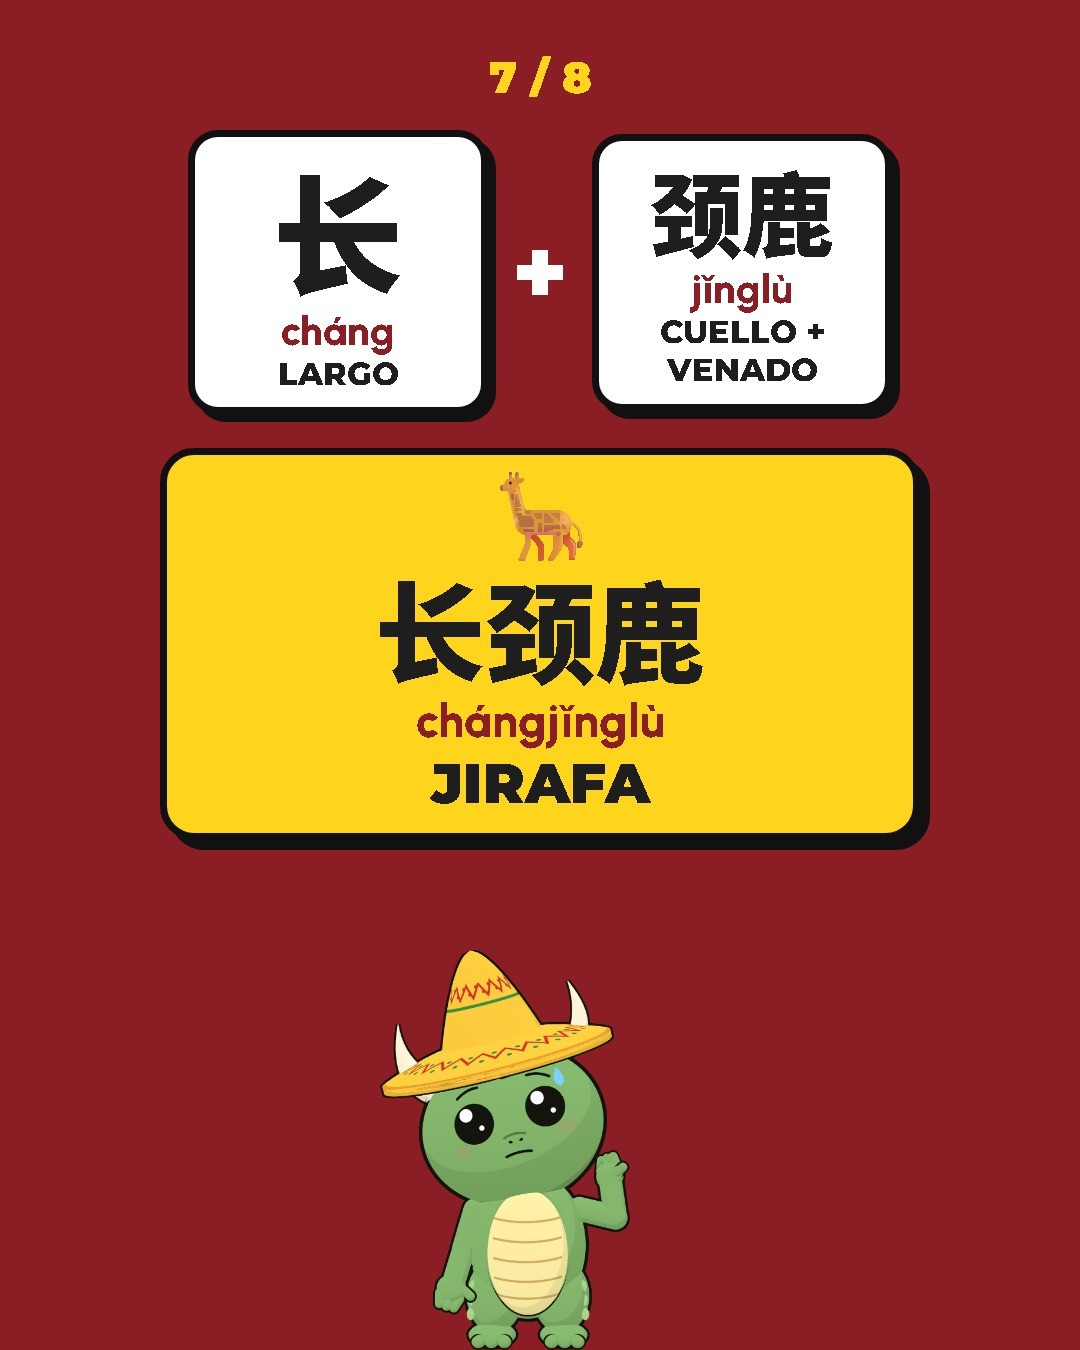 7 / 8
长
cháng
LARGO
颈鹿
jǐnglù
CUELLO +
VENADO
长颈鹿
chángjǐnglù
JIRAFA